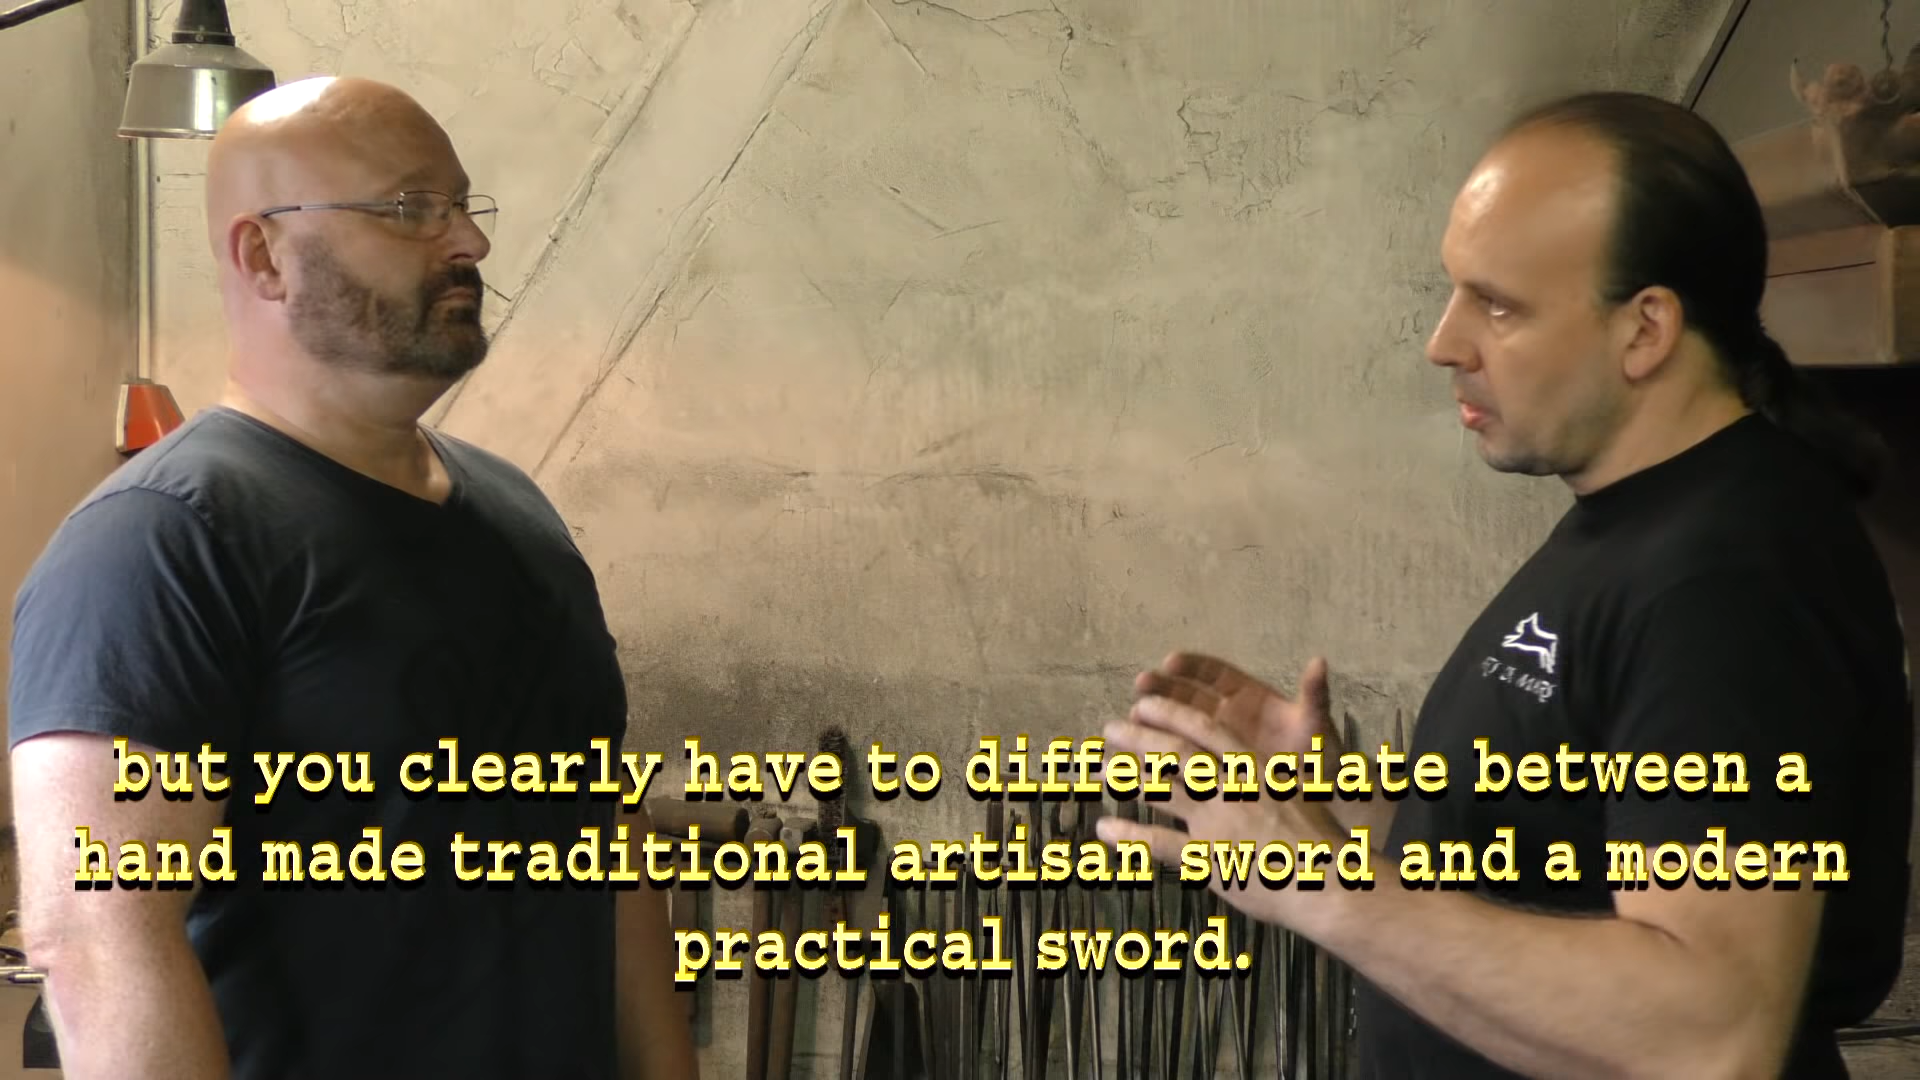 but you clearly have to differenciate between a
hand made traditional artisan sword and a modern
practical sword.